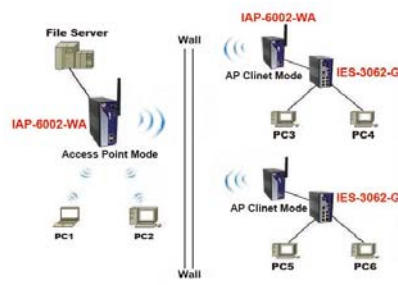 File Server
IAP-6002-WA
Access Point Mode
PC1
PC2
Wall
Wall
IAP-6002-WA
AP Clinet Mode
IES-3062-G
PC3
PC4
AP Clinet Mode
IES-3062-G
PC5
PC6